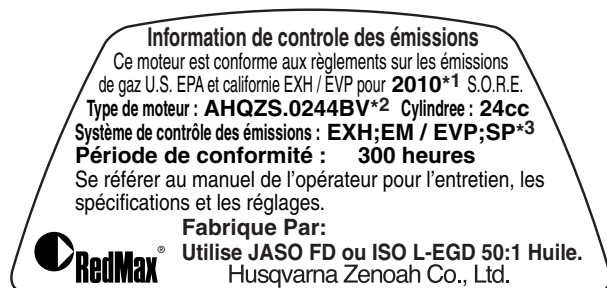 Information de controle des émissions
Ce moteur est conforme aux règlements sur les émissions
de gaz U.S. EPA et californie EXH / EVP pour 2010*1 S.O.R.E.
Type de moteur : AHQZS.0244BV*2 Cylindree : 24cc
Système de contrôle des émissions : EXH;EM / EVP;SP*3
Période de conformité : 300 heures
Se référer au manuel de l'opérateur pour l'entretien, les
spécifications et les réglages.
Fabrique Par:
RedMax® Utilise JASO FD ou ISO L-EGD 50:1 Huile.
Husqvarna Zenoah Co., Ltd.